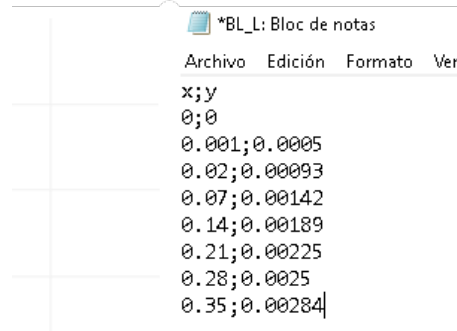 *BL_L: Bloc de notas
Archivo Edición Formato Ver
x;y
0;0
0.001;0.0005
0.02;0.00093
0.07;0.00142
0.14;0.00189
0.21;0.00225
0.28;0.0025
0.35;0.00284